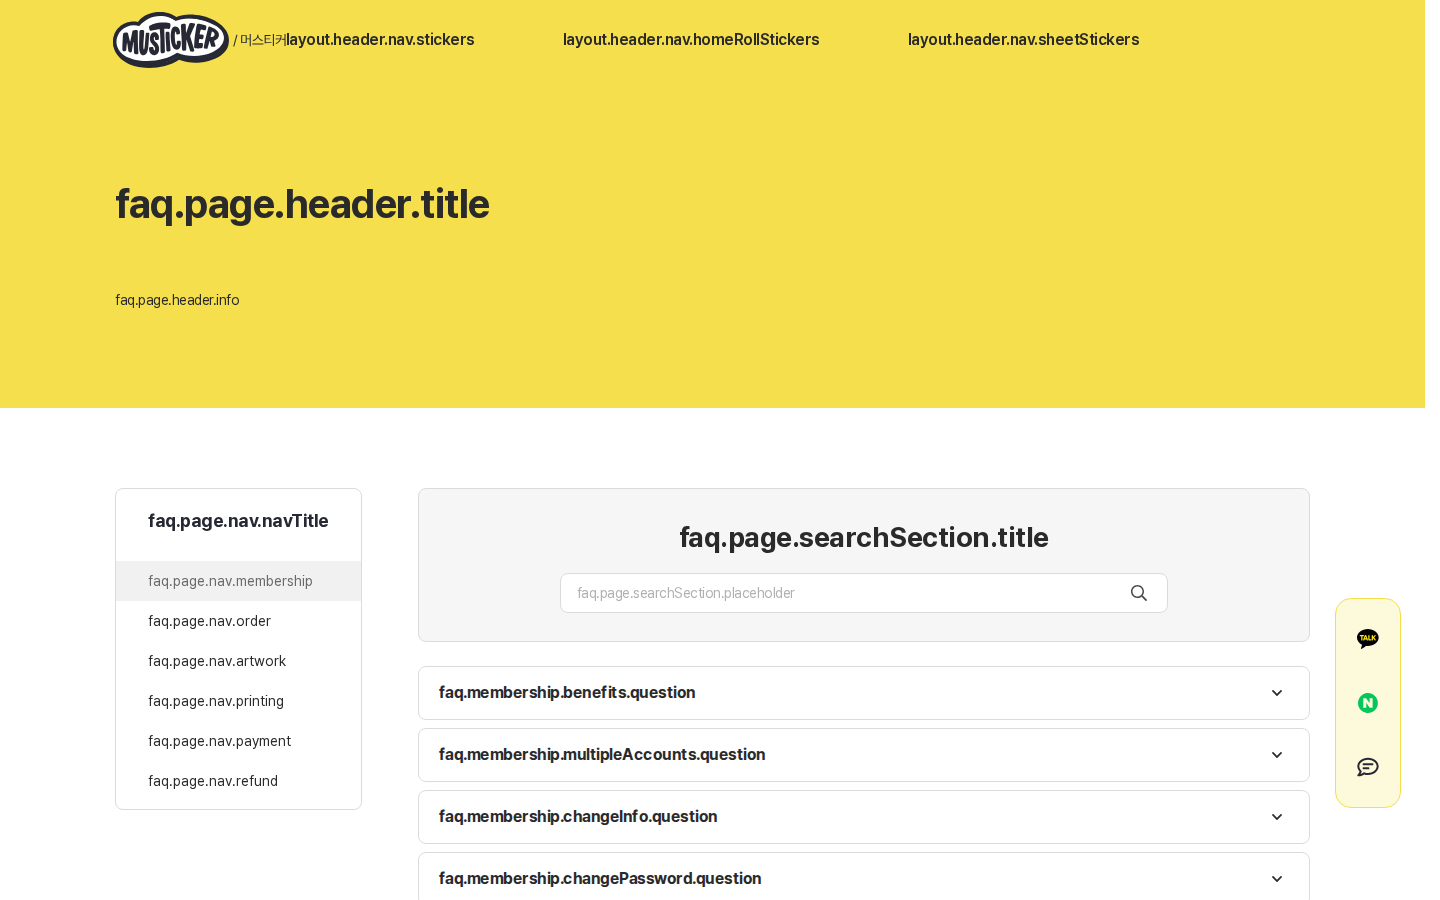 MUSTICKER / 머스티커 layout.header.nav.stickers layout.header.nav.homeRollStickers layout.header.nav.sheetStickers
faq.page.header.title
faq.page.header.info
faq.page.nav.navTitle
faq.page.nav.membership
faq.page.nav.order
faq.page.nav.artwork
faq.page.nav.printing
faq.page.nav.payment
faq.page.nav.refund
faq.page.searchSection.title
faq.page.searchSection.placeholder
faq.membership.benefits.question
faq.membership.multipleAccounts.question
faq.membership.changeInfo.question
faq.membership.changePassword.question
TALK
N